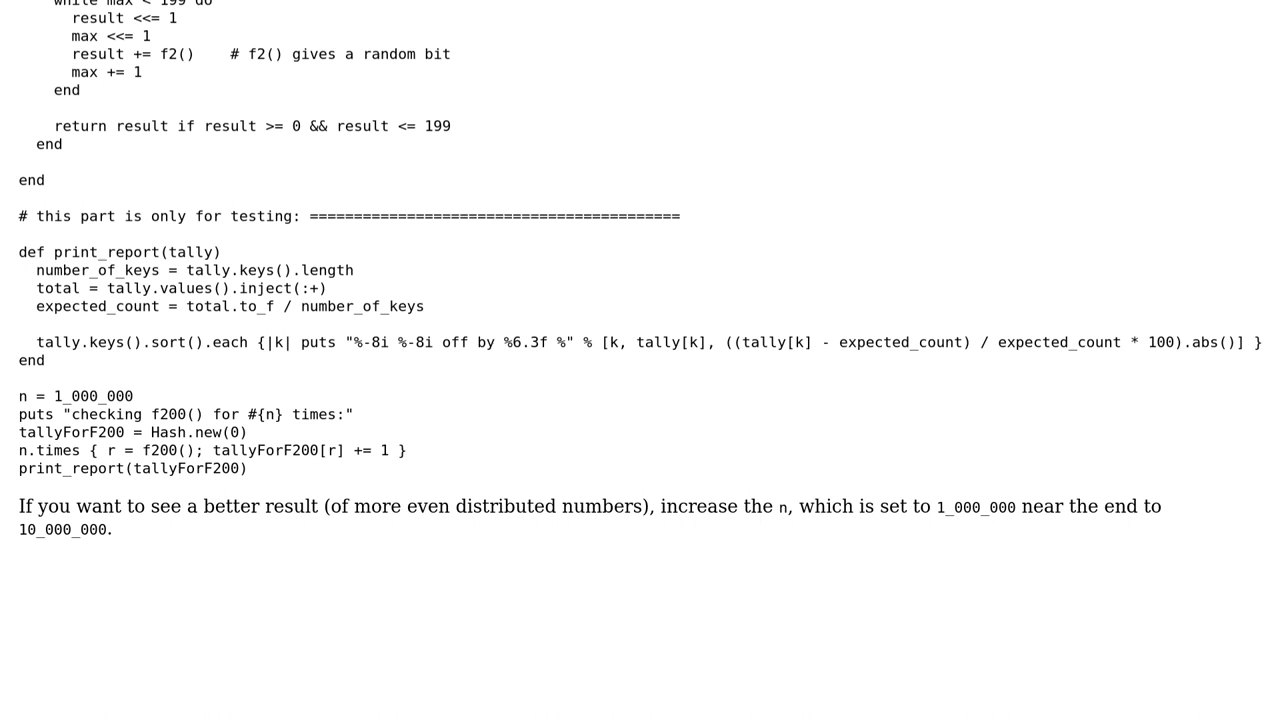 while max < 199 do
result <<= 1
max <<= 1
result += f2()    # f2() gives a random bit
max += 1
end
return result if result >= 0 && result <= 199
end
end
# this part is only for testing: ==========================================
def print_report(tally)
number_of_keys = tally.keys().length
total = tally.values().inject(:+)
expected_count = total.to_f / number_of_keys
tally.keys().sort().each {|k| puts "%-8i %-8i off by %6.3f %" % [k, tally[k], ((tally[k] - expected_count) / expected_count * 100).abs()] }
end
n = 1_000_000
puts "checking f200() for #{n} times:"
tallyForF200 = Hash.new(0)
n.times { r = f200(); tallyForF200[r] += 1 }
print_report(tallyForF200)
If you want to see a better result (of more even distributed numbers), increase the n, which is set to 1_000_000 near the end to
10_000_000.